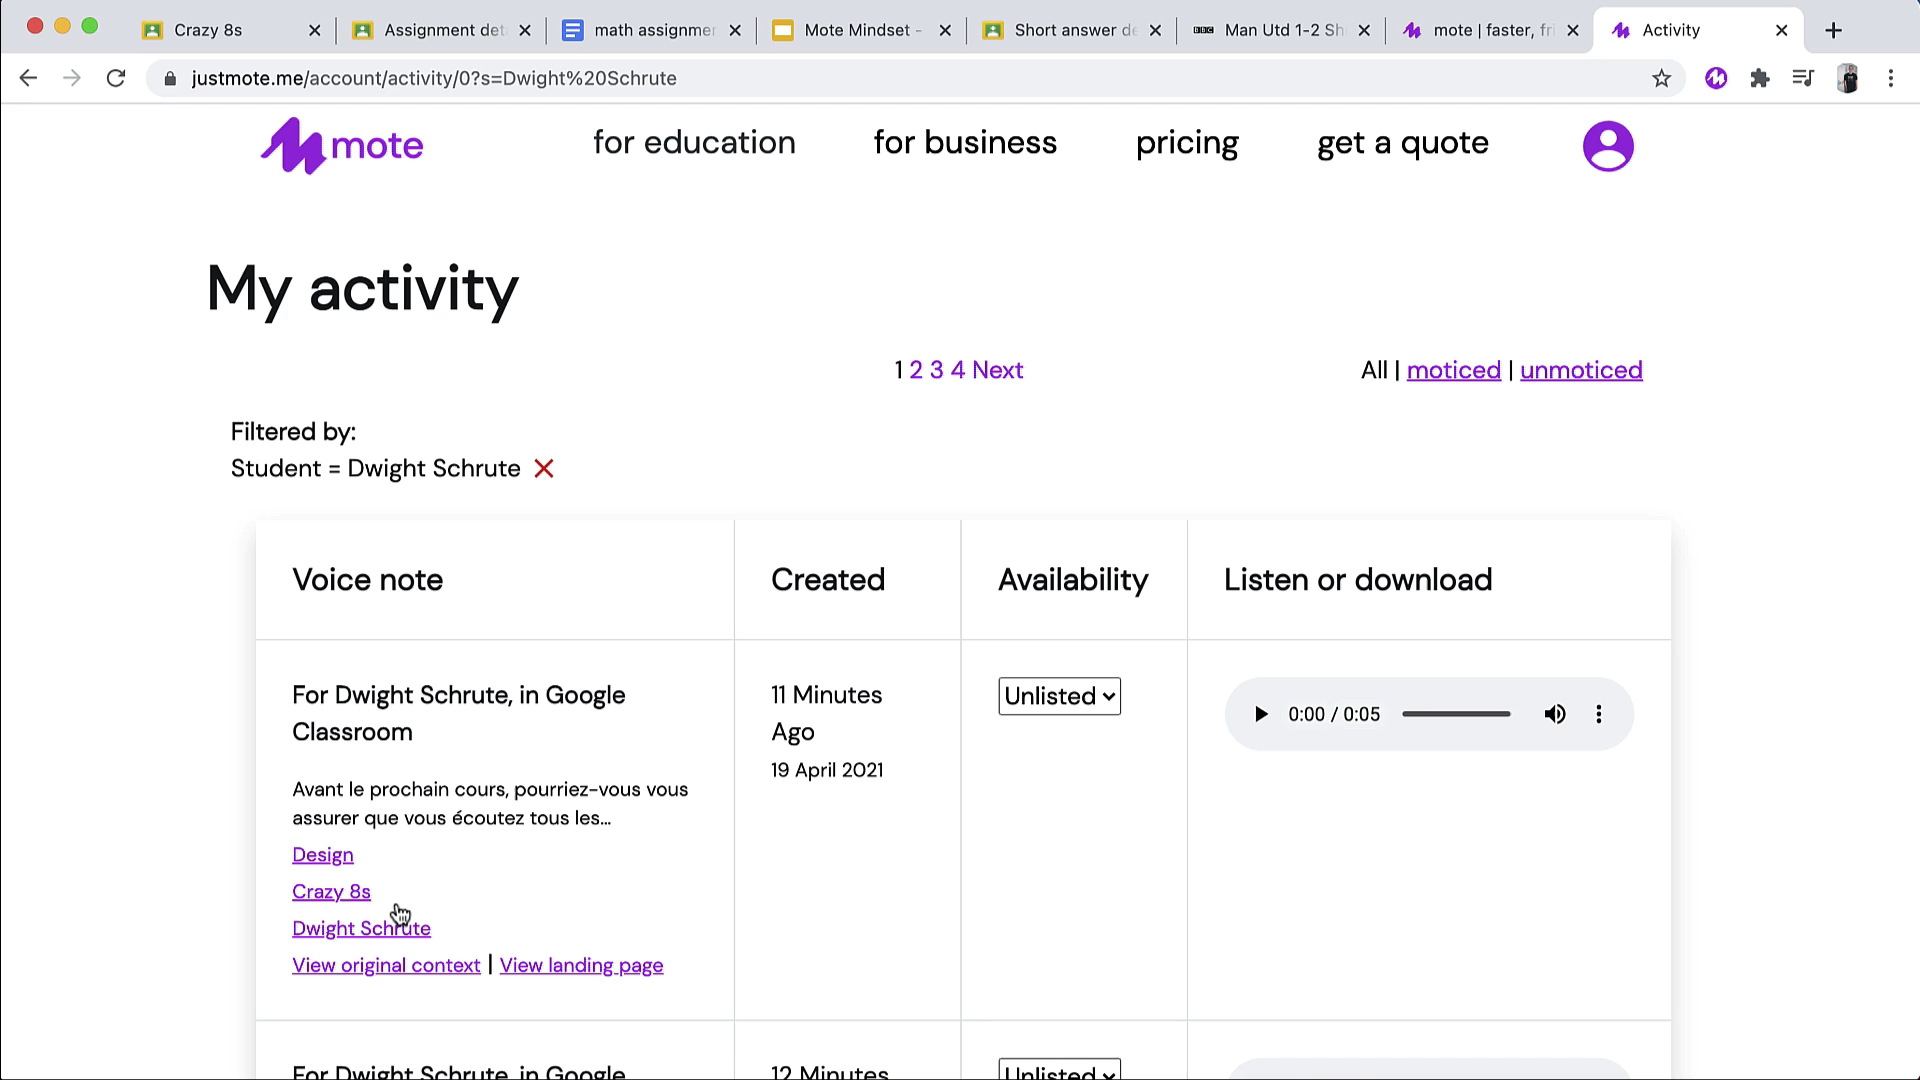 Crazy 8s
Assignment det
math assignmer
Mote Mindset -
Short answer de
BBC
Man Utd 1-2 Sh
mote | faster, fri
Activity
justmote.me/account/activity/0?s=Dwight%20Schrute
mote
for education
for business
pricing
get a quote
My activity
1 2 3 4 Next
All | moticed | unmoticed
Filtered by:
Student = Dwight Schrute
Voice note
Created
Availability
Listen or download
For Dwight Schrute, in Google
Classroom
Avant le prochain cours, pourriez-vous vous
assurer que vous écoutez tous les...
Design
Crazy 8s
Dwight Schrute
View original context | View landing page
11 Minutes
Ago
19 April 2021
Unlisted
0:00 / 0:05
For Dwight Schrute, in Google
12 Minutes
Unlisted